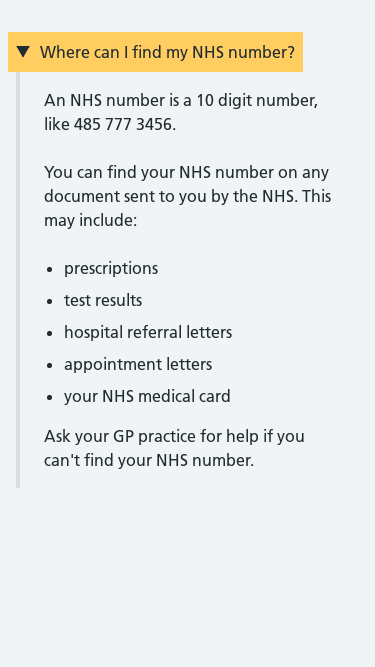 Where can I find my NHS number?
An NHS number is a 10 digit number,
like 485 777 3456.
You can find your NHS number on any
document sent to you by the NHS. This
may include:
prescriptions
test results
hospital referral letters
appointment letters
your NHS medical card
Ask your GP practice for help if you
can't find your NHS number.